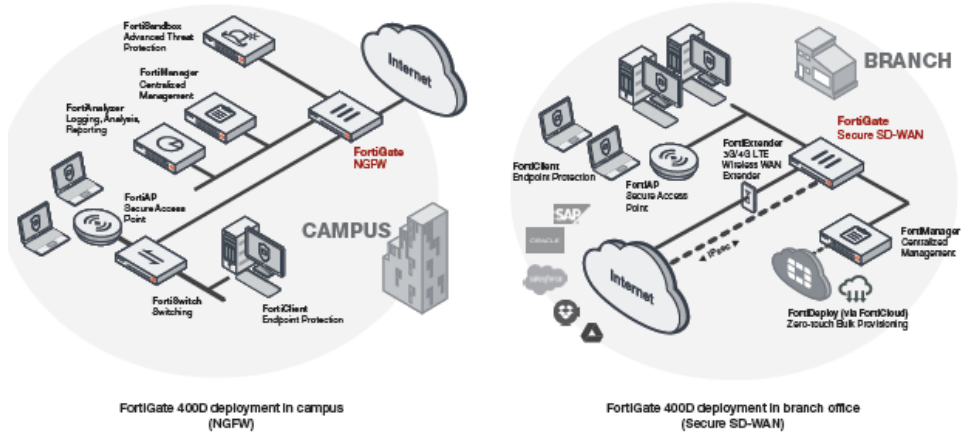 FortiSandbox
Advanced Threat
Protection
FortiManager
Centralized
Management
FortiAnalyzer
Logging, Analysis,
Reporting
Internet
FortiGate
NGFW
FortiAP
Secure Access
Point
CAMPUS
FortiSwitch
Switching
FortiClient
Endpoint Protection
FortiGate 400D deployment in campus
(NGFW)
BRANCH
FortiGate
Secure SD-WAN
FortiExtender
3G/4G LTE
Wireless WAN
Extender
FortiClient
Endpoint Protection
FortiAP
Secure Access
Point
SAP
ORACLE
salesforce
IPsec
Internet
FortiManager
Centralized
Management
FortiDeploy (via FortiCloud)
Zero-touch Bulk Provisioning
FortiGate 400D deployment in branch office
(Secure SD-WAN)